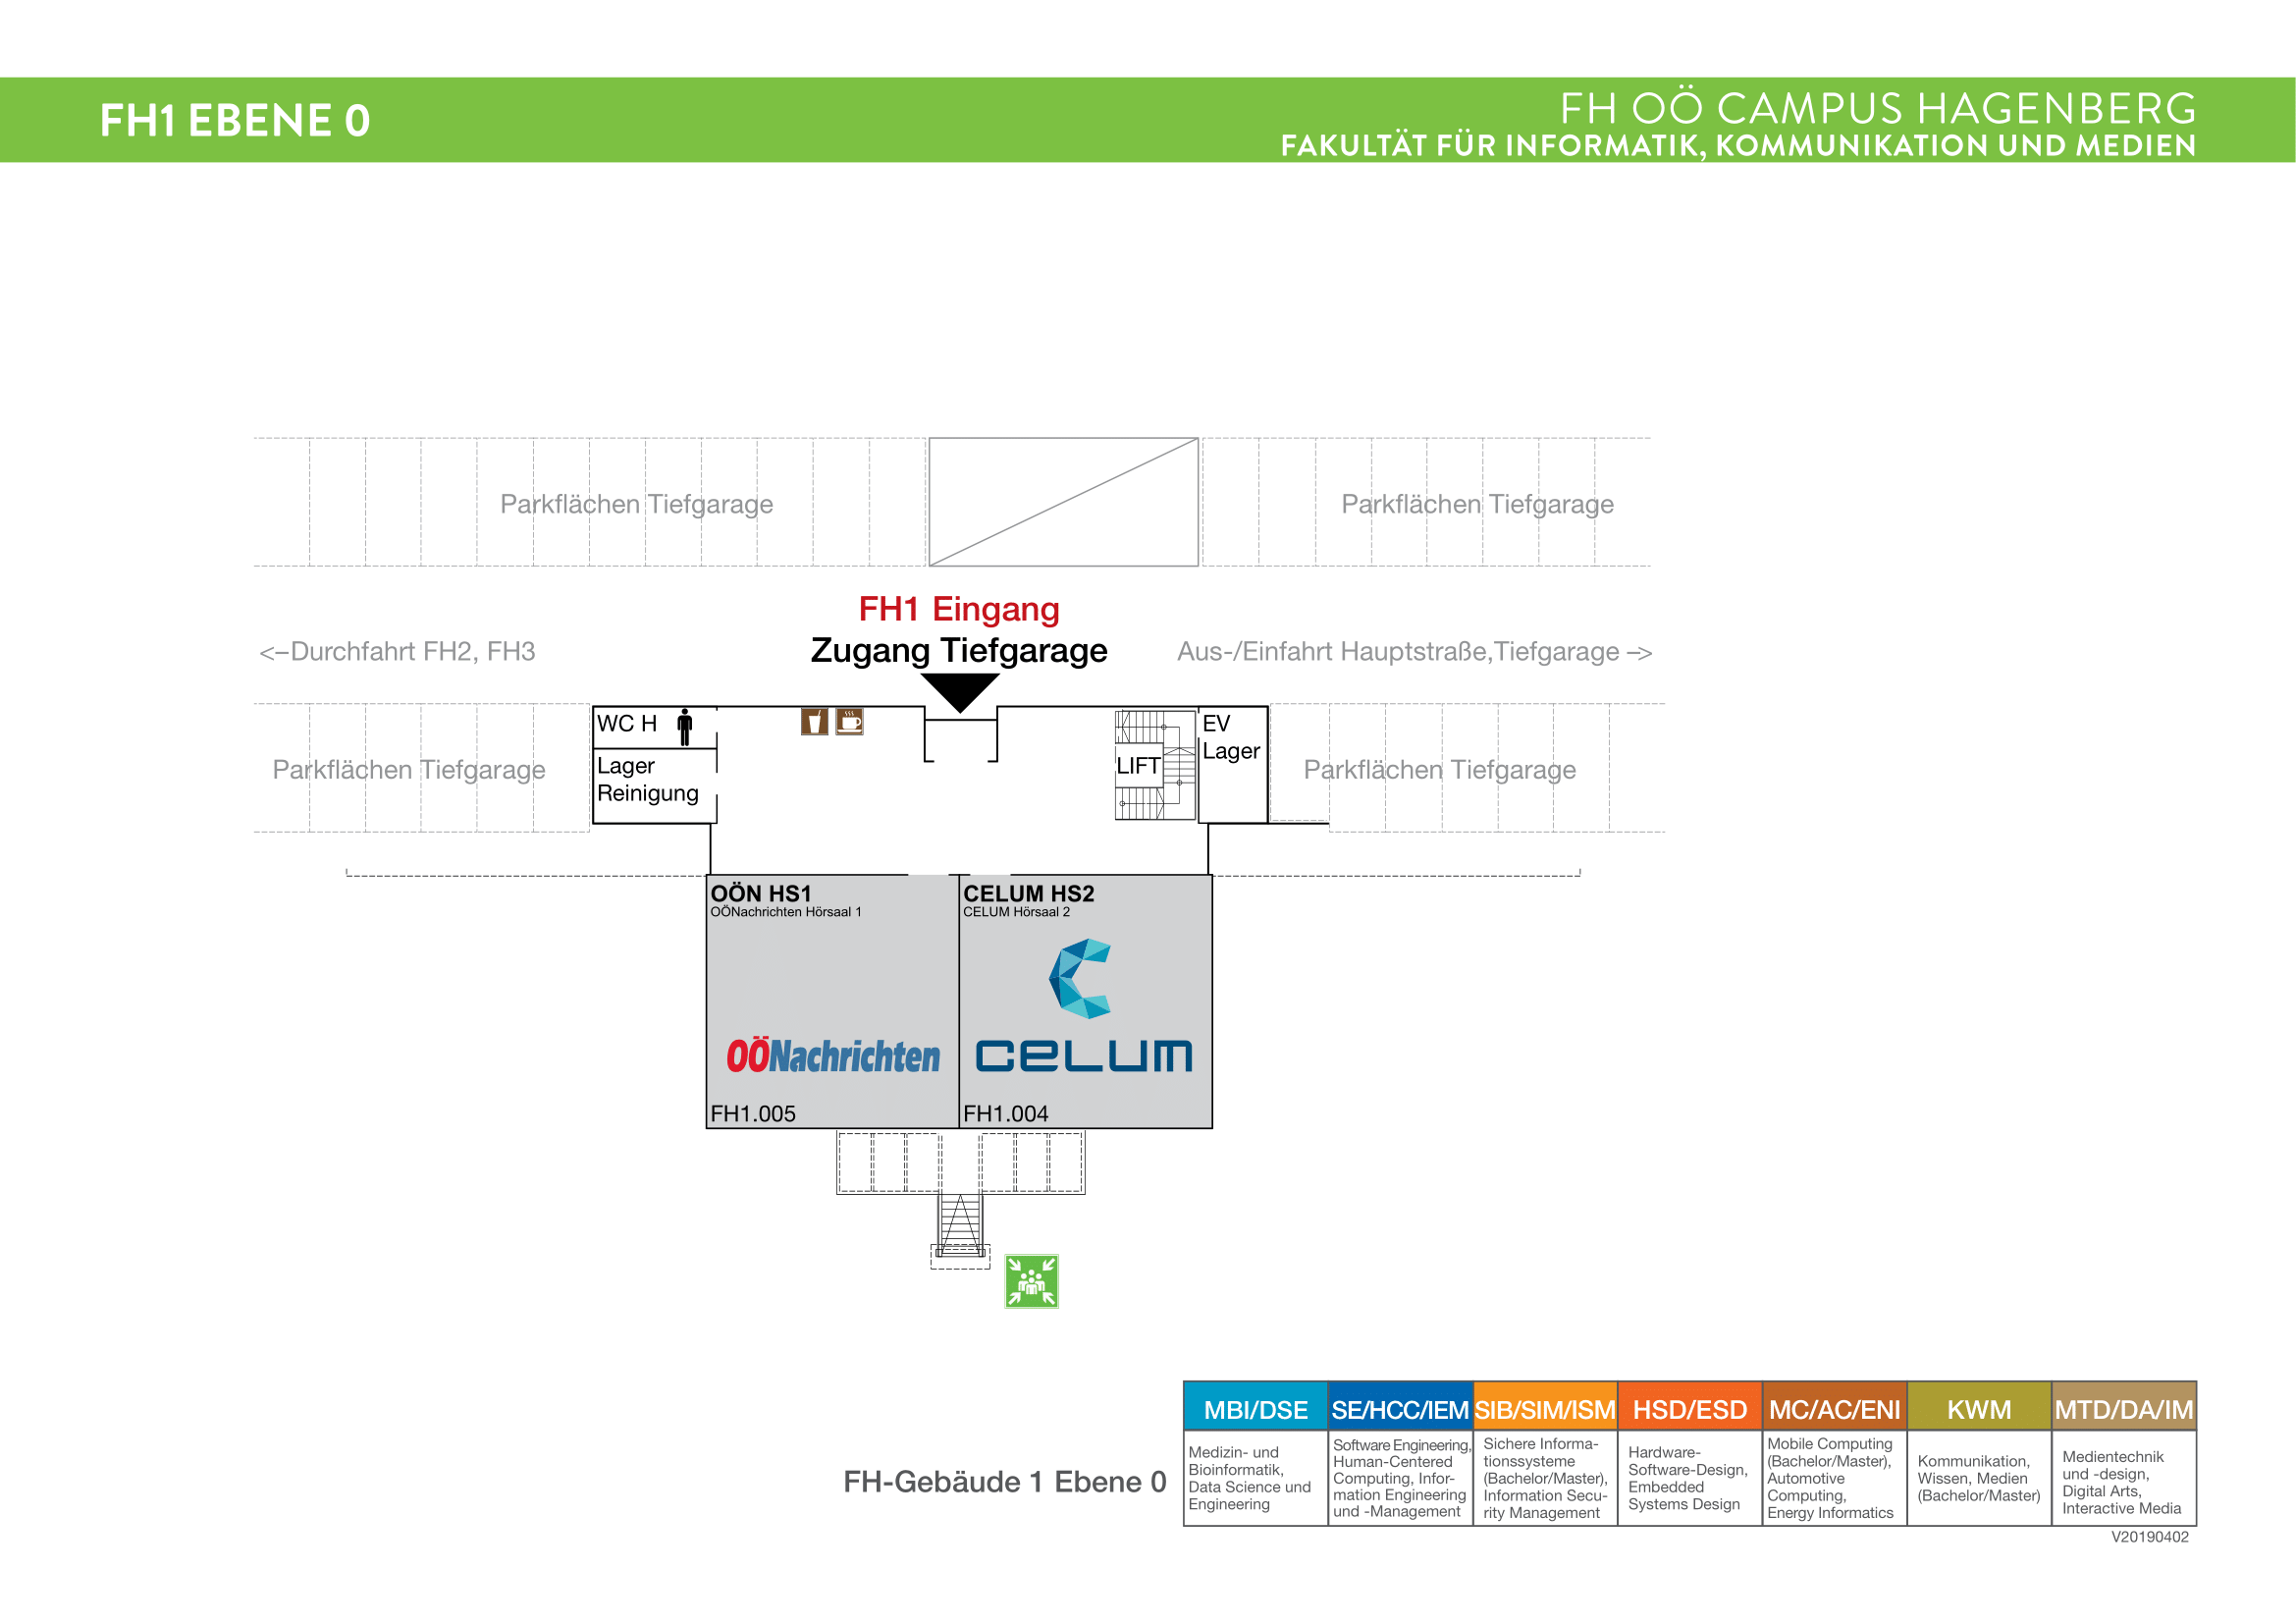 FH1 EBENE 0
FH OÖ CAMPUS HAGENBERG
FAKULTÄT FÜR INFORMATIK, KOMMUNIKATION UND MEDIEN
Parkflächen Tiefgarage
Parkflächen Tiefgarage
FH1 Eingang
<–Durchfahrt FH2, FH3
Zugang Tiefgarage
Aus-/Einfahrt Hauptstraße,Tiefgarage –>
WC H
EV
Lager
Parkflächen Tiefgarage
Lager
Reinigung
LIFT
Parkflächen Tiefgarage
OÖN HS1
OÖNachrichten Hörsaal 1
CELUM HS2
CELUM Hörsaal 2
OÖNachrichten
CELUM
FH1.005
FH1.004
FH-Gebäude 1 Ebene 0
MBI/DSE
Medizin- und
Bioinformatik,
Data Science und
Engineering
SE/HCC/IEM
Software Engineering,
Human-Centered
Computing, Infor-
mation Engineering
und -Management
SIB/SIM/ISM
Sichere Informa-
tionssysteme
(Bachelor/Master),
Information Secu-
rity Management
HSD/ESD
Hardware-
Software-Design,
Embedded
Systems Design
MC/AC/ENI
Mobile Computing
(Bachelor/Master),
Automotive
Computing,
Energy Informatics
KWM
Kommunikation,
Wissen, Medien
(Bachelor/Master)
MTD/DA/IM
Medientechnik
und -design,
Digital Arts,
Interactive Media
V20190402